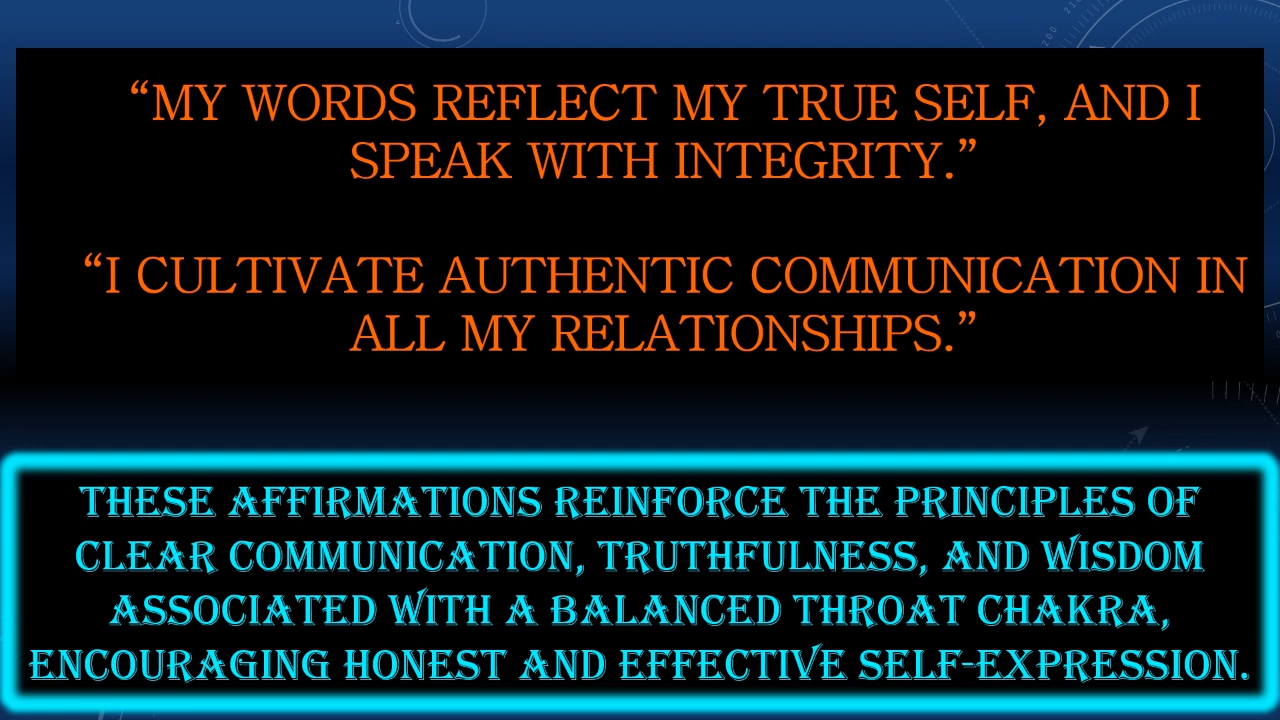 “MY WORDS REFLECT MY TRUE SELF, AND I
SPEAK WITH INTEGRITY.”
“I CULTIVATE AUTHENTIC COMMUNICATION IN
ALL MY RELATIONSHIPS.”
THESE AFFIRMATIONS REINFORCE THE PRINCIPLES OF
CLEAR COMMUNICATION, TRUTHFULNESS, AND WISDOM
ASSOCIATED WITH A BALANCED THROAT CHAKRA,
ENCOURAGING HONEST AND EFFECTIVE SELF-EXPRESSION.
200